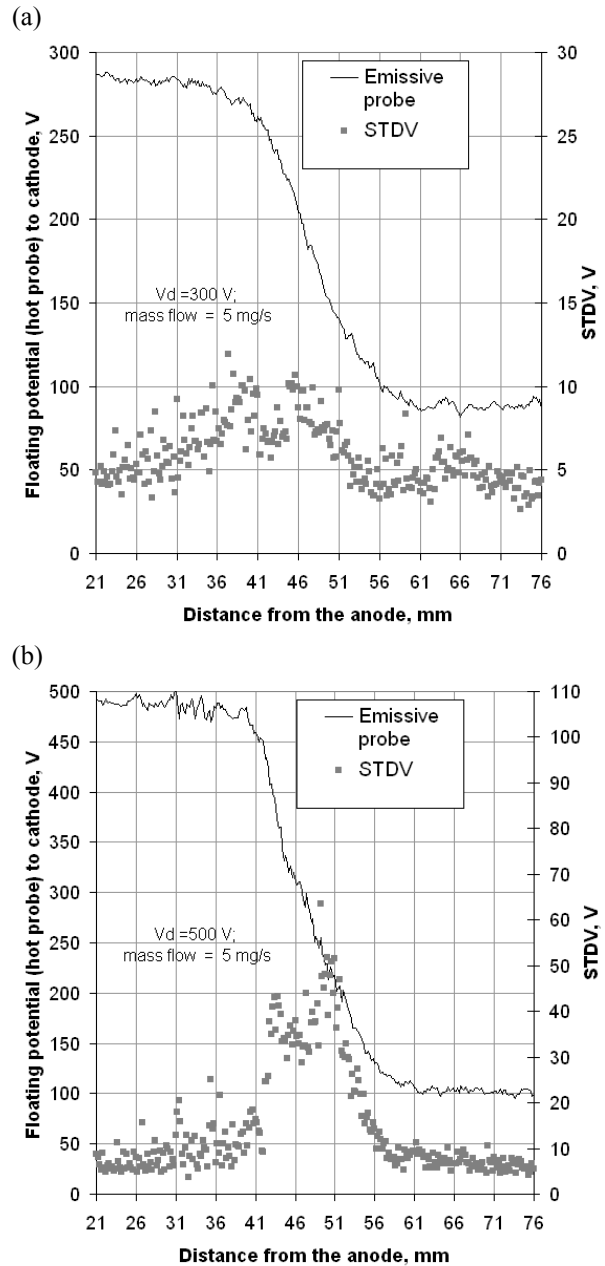 (a)
300
250
200
150
100
50
0
Floating potential (hot probe) to cathode, V
Emissive
probe
STDV
Vd =300 V;
mass flow = 5 mg/s
30
25
20
15
10
5
0
STDV, V
21 26 31 36 41 46 51 56 61 66 71 76
Distance from the anode, mm
(b)
500
450
400
350
300
250
200
150
100
50
0
Floating potential (hot probe) to cathode, V
Emissive
probe
STDV
Vd =500 V;
mass flow = 5 mg/s
110
100
90
80
70
60
50
40
30
20
10
0
STDV, V
21 26 31 36 41 46 51 56 61 66 71 76
Distance from the anode, mm